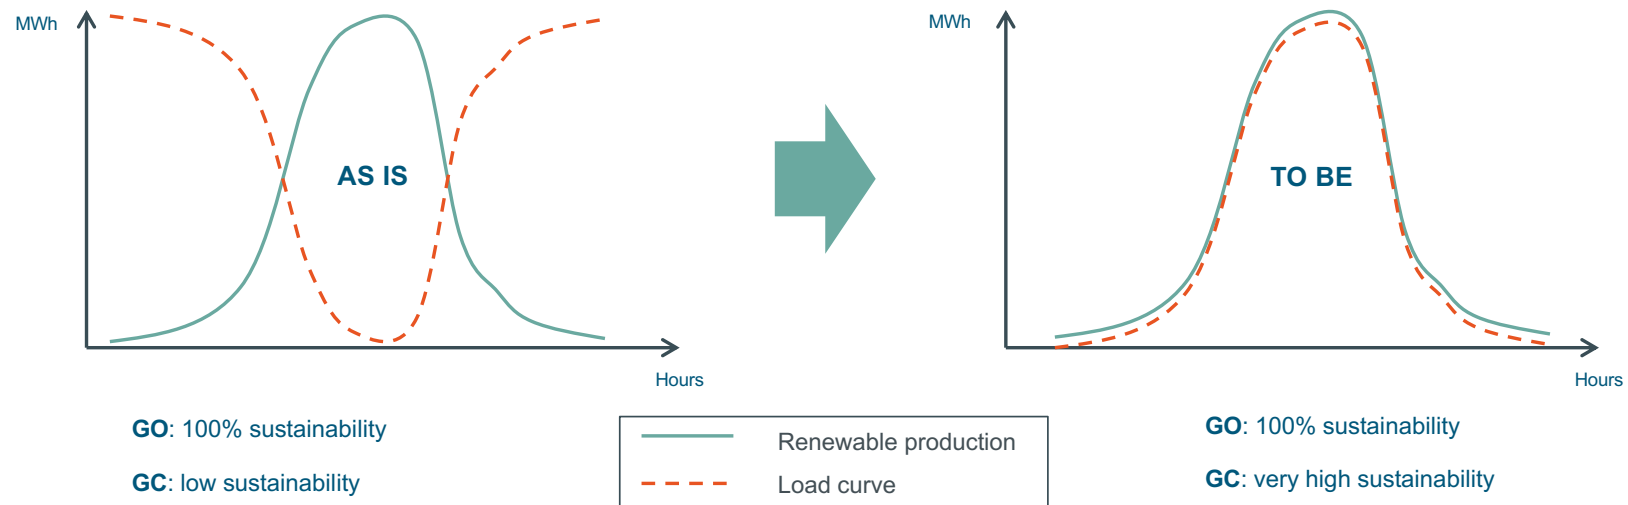 MWh
AS IS
Hours
GO: 100% sustainability
GC: low sustainability
Renewable production
Load curve
MWh
TO BE
Hours
GO: 100% sustainability
GC: very high sustainability